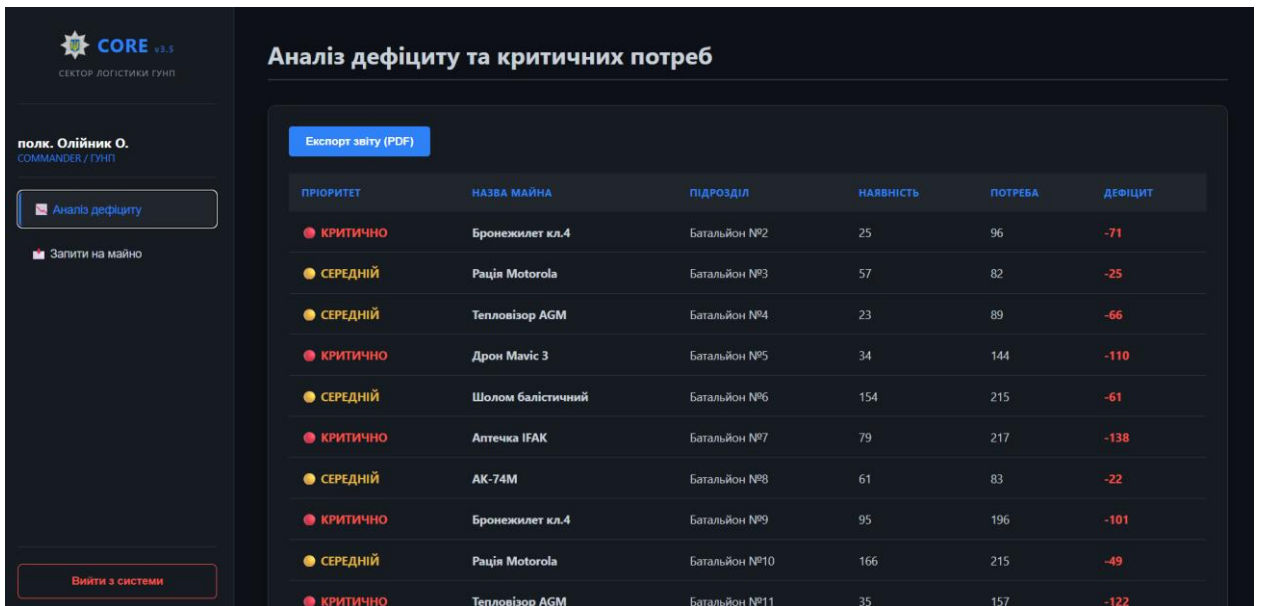 CORE v3.5
СЕКТОР ЛОГІСТИКИ ГУНП
полк. Олійник О.
COMMANDER / ГУНП
Аналіз дефіциту
Запити на майно
Вийти з системи
Аналіз дефіциту та критичних потреб
Експорт звіту (PDF)
ПРІОРИТЕТ НАЗВА МАЙНА ПІДРОЗДІЛ НАЯВНІСТЬ ПОТРЕБА ДЕФІЦИТ
КРИТИЧНО Бронежилет кл.4 Батальйон №2 25 96 -71
СЕРЕДНІЙ Рація Motorola Батальйон №3 57 82 -25
СЕРЕДНІЙ Тепловізор AGM Батальйон №4 23 89 -66
КРИТИЧНО Дрон Mavic 3 Батальйон №5 34 144 -110
СЕРЕДНІЙ Шолом балістичний Батальйон №6 154 215 -61
КРИТИЧНО Аптечка IFAK Батальйон №7 79 217 -138
СЕРЕДНІЙ АК-74М Батальйон №8 61 83 -22
КРИТИЧНО Бронежилет кл.4 Батальйон №9 95 196 -101
СЕРЕДНІЙ Рація Motorola Батальйон №10 166 215 -49
КРИТИЧНО Тепловізор AGM Батальйон №11 35 157 -122